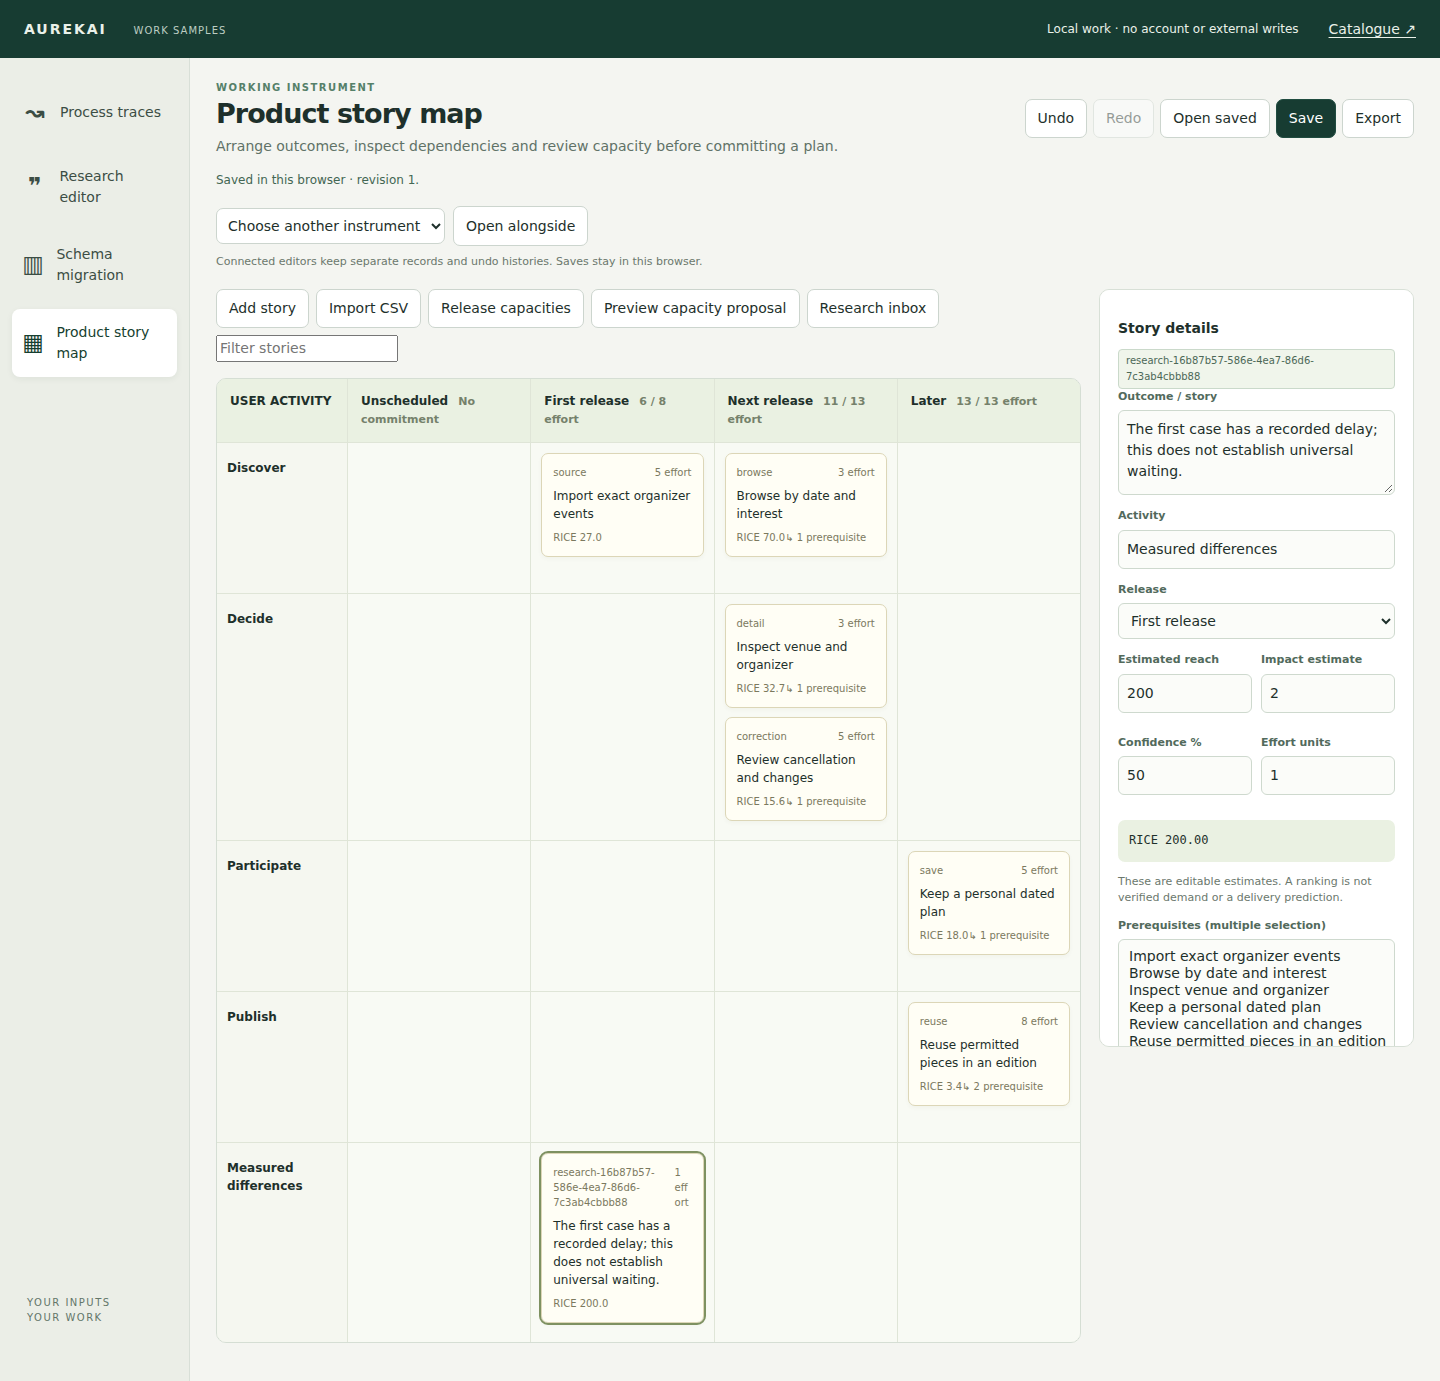 AUREKAI
WORK SAMPLES
Local work · no account or external writes
Catalogue ↗
↝ Process traces
❞ Research
editor
▥ Schema
migration
▦ Product story
map
YOUR INPUTS
YOUR WORK
WORKING INSTRUMENT
Product story map
Arrange outcomes, inspect dependencies and review capacity before committing a plan.
Undo
Redo
Open saved
Save
Export
Saved in this browser · revision 1.
Choose another instrument
Open alongside
Connected editors keep separate records and undo histories. Saves stay in this browser.
Add story
Import CSV
Release capacities
Preview capacity proposal
Research inbox
Filter stories
USER ACTIVITY
Unscheduled No
commitment
First release 6 / 8
effort
Next release 11 / 13
effort
Later 13 / 13 effort
Discover
source 5 effort
Import exact organizer
events
RICE 27.0
browse 3 effort
Browse by date and
interest
RICE 70.0↳ 1 prerequisite
Decide
detail 3 effort
Inspect venue and
organizer
RICE 32.7↳ 1 prerequisite
correction 5 effort
Review cancellation
and changes
RICE 15.6↳ 1 prerequisite
Participate
save 5 effort
Keep a personal dated
plan
RICE 18.0↳ 1 prerequisite
Publish
reuse 8 effort
Reuse permitted
pieces in an edition
RICE 3.4↳ 2 prerequisite
Measured
differences
research-16b87b57- 1
586e-4ea7-86d6- eff
7c3ab4cbbb88 ort
The first case has a
recorded delay; this
does not establish
universal waiting.
RICE 200.0
Story details
research-16b87b57-586e-4ea7-86d6-
7c3ab4cbbb88
Outcome / story
The first case has a recorded delay;
this does not establish universal
waiting.
Activity
Measured differences
Release
First release
Estimated reach
Impact estimate
200
2
Confidence %
Effort units
50
1
RICE 200.00
These are editable estimates. A ranking is not
verified demand or a delivery prediction.
Prerequisites (multiple selection)
Import exact organizer events
Browse by date and interest
Inspect venue and organizer
Keep a personal dated plan
Review cancellation and changes
Reuse permitted pieces in an edition